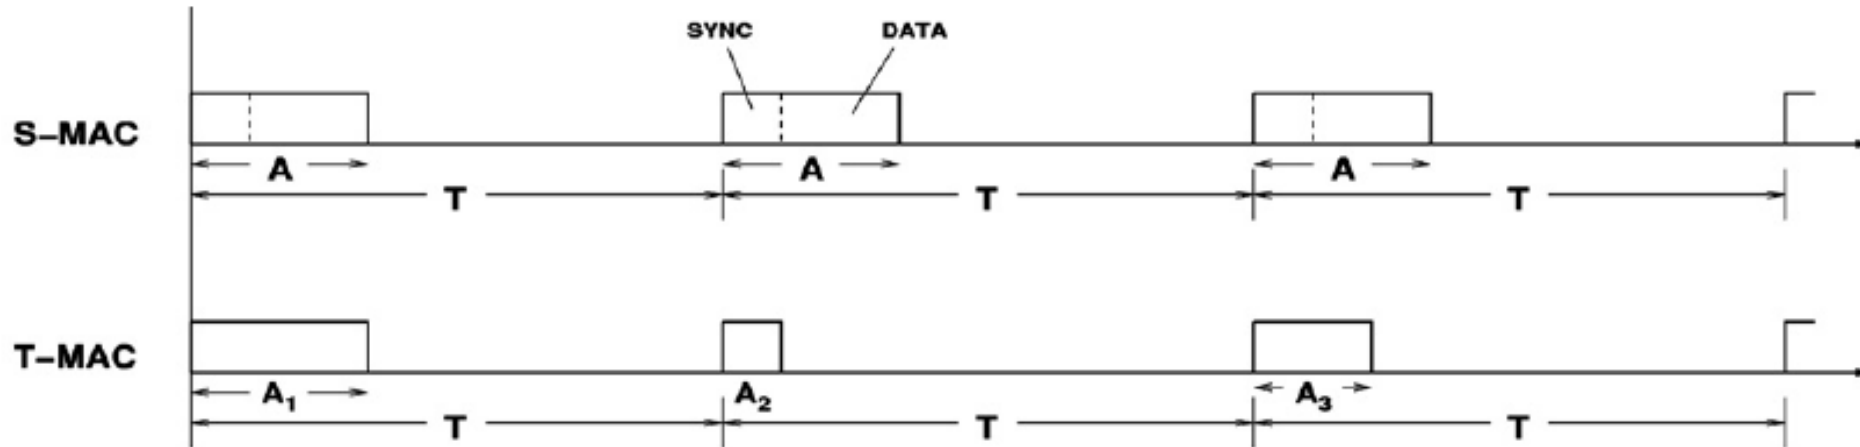 SYNC DATA
S–MAC
A A A
T T T
T–MAC
A₁ A₂ A₃
T T T